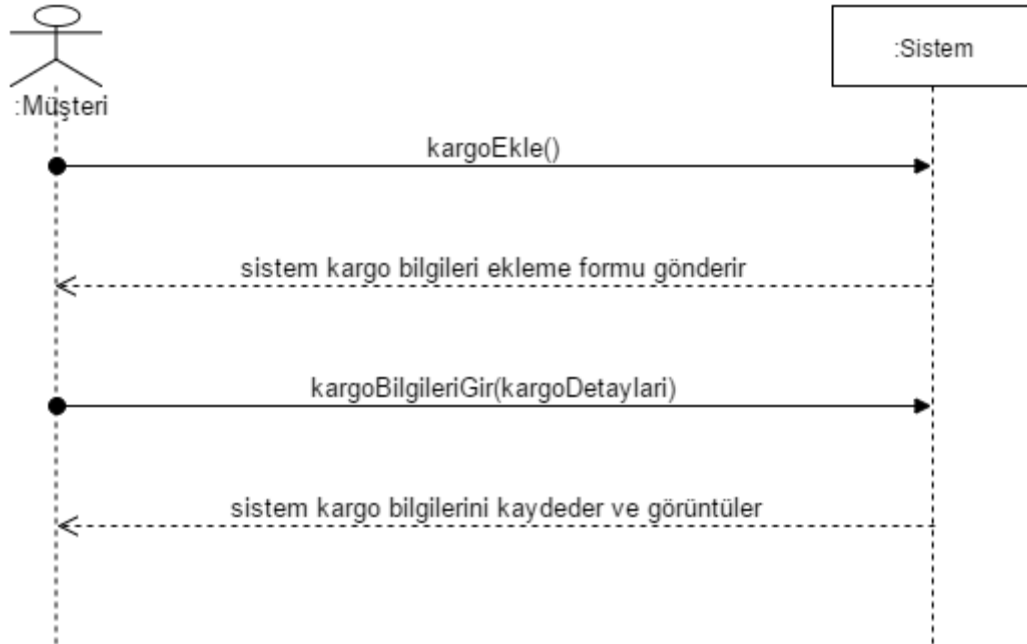 :Müşteri
:Sistem
kargoEkle()
sistem kargo bilgileri ekleme formu gönderir
kargoBilgileriGir(kargoDetaylari)
sistem kargo bilgilerini kaydeder ve görüntüler